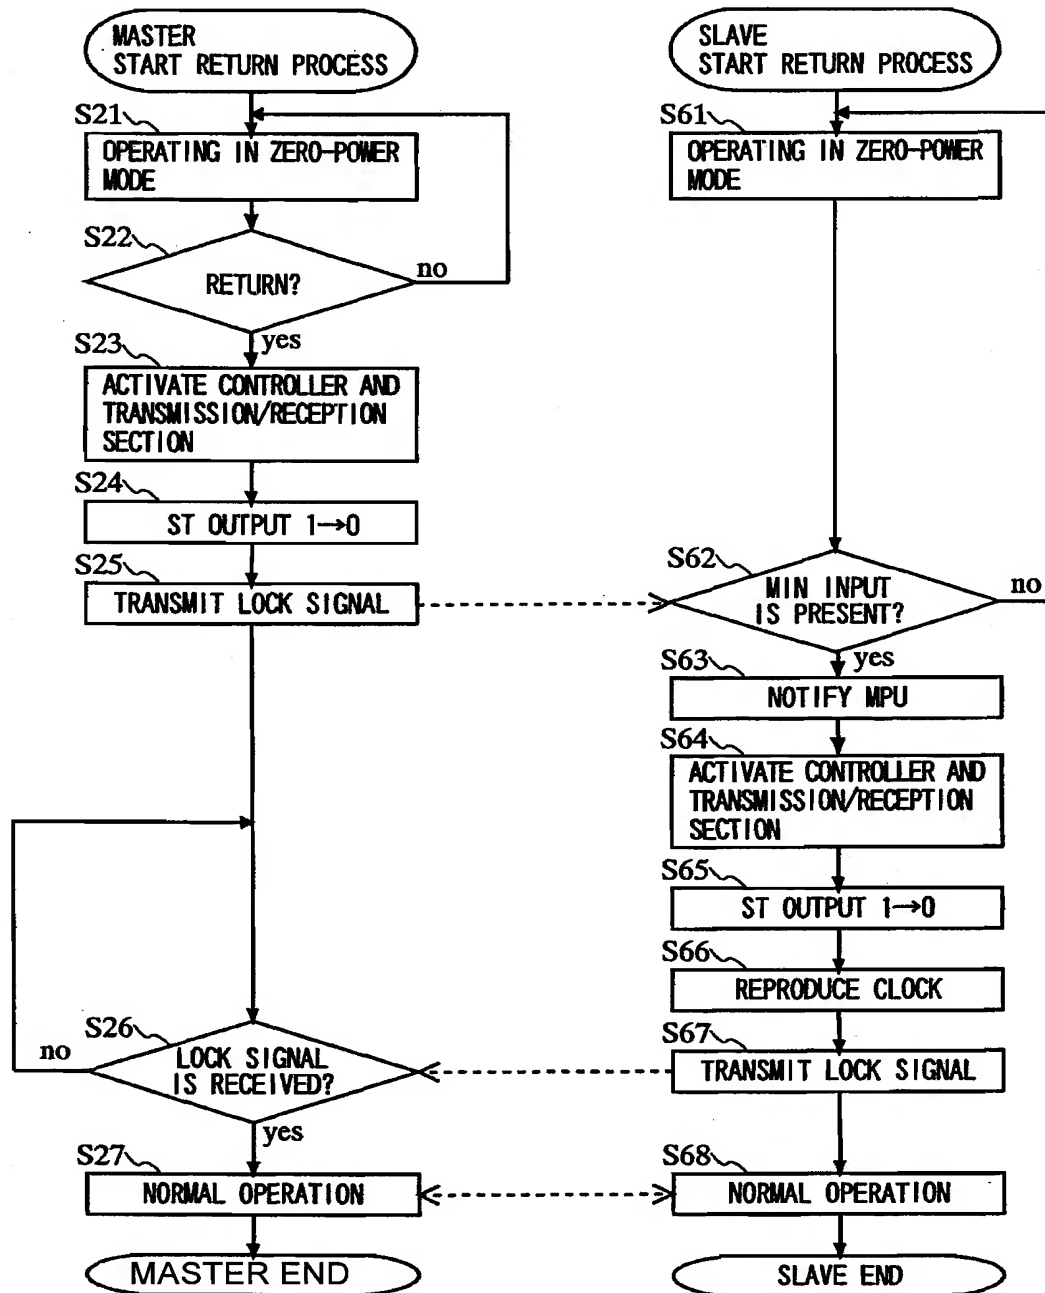 MASTER
START RETURN PROCESS
S21
OPERATING IN ZERO-POWER
MODE
S22
RETURN?
no
yes
S23
ACTIVATE CONTROLLER AND
TRANSMISSION/RECEPTION
SECTION
S24
ST OUTPUT 1→0
S25
TRANSMIT LOCK SIGNAL
S26
no
LOCK SIGNAL
IS RECEIVED?
yes
S27
NORMAL OPERATION
MASTER END
SLAVE
START RETURN PROCESS
S61
OPERATING IN ZERO-POWER
MODE
S62
MIN INPUT
IS PRESENT?
no
yes
S63
NOTIFY MPU
S64
ACTIVATE CONTROLLER AND
TRANSMISSION/RECEPTION
SECTION
S65
ST OUTPUT 1→0
S66
REPRODUCE CLOCK
S67
TRANSMIT LOCK SIGNAL
S68
NORMAL OPERATION
SLAVE END